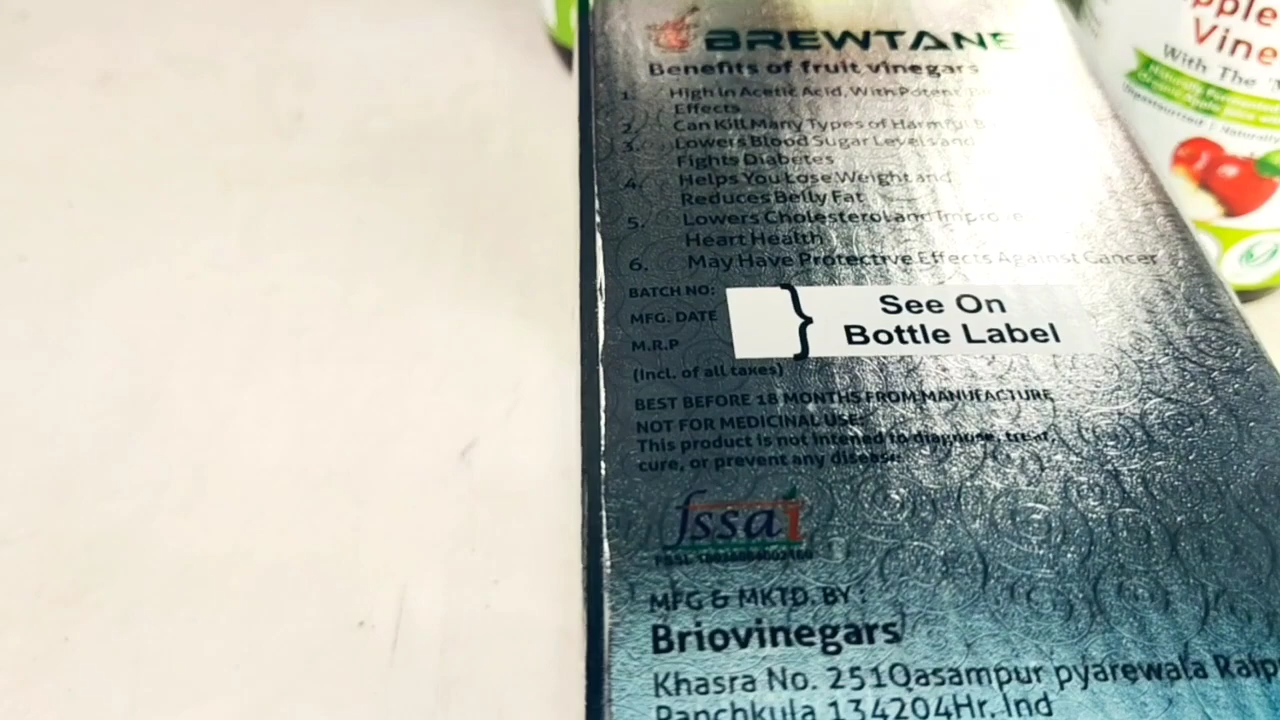 BREWTANE
Benefits of fruit vinegars
1. High In Acetic Acid, With Potent
Effects
2. Can Kill Many Types of Harmful
3. Lowers Blood Sugar Levels and
Fights Diabetes
4. Helps You Lose Weight and
Reduces Belly Fat
5. Lowers Cholesterol and Improve
Heart Health
6. May Have Protective Effects Against Cancer
BATCH NO:
MFG. DATE
M.R.P
} See On
Bottle Label
(Incl. of all taxes)
BEST BEFORE 18 MONTHS FROM MANUFACTURE
NOT FOR MEDICINAL USE:
This product is not intened to diagnose, treat,
cure, or prevent any disease.
fssai
MFG & MKTD. BY :
Briovinegars
Khasra No. 251Qasampur pyarewala Raip
Panchkula 134204Hr. Ind
pple
Vine
With The